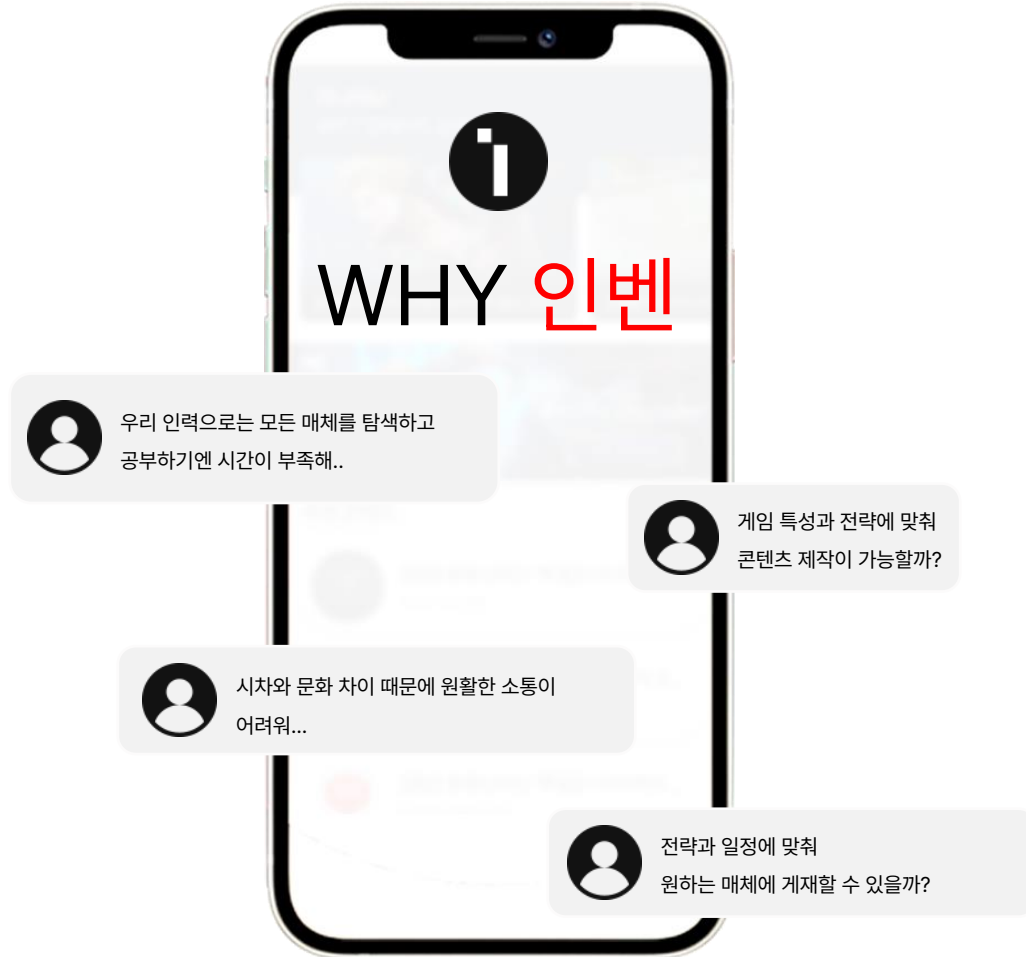 WHY 인벤
우리 인력으로는 모든 매체를 탐색하고
공부하기엔 시간이 부족해..
게임 특성과 전략에 맞춰
콘텐츠 제작이 가능할까?
시차와 문화 차이 때문에 원활한 소통이
어려워...
전략과 일정에 맞춰
원하는 매체에 게재할 수 있을까?